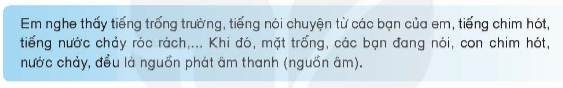 Em nghe thấy tiếng trống trường, tiếng nói chuyện từ các bạn của em, tiếng chim hót,
tiếng nước chảy róc rách,... Khi đó, mặt trống, các bạn đang nói, con chim hót,
nước chảy, đều là nguồn phát âm thanh (nguồn âm).